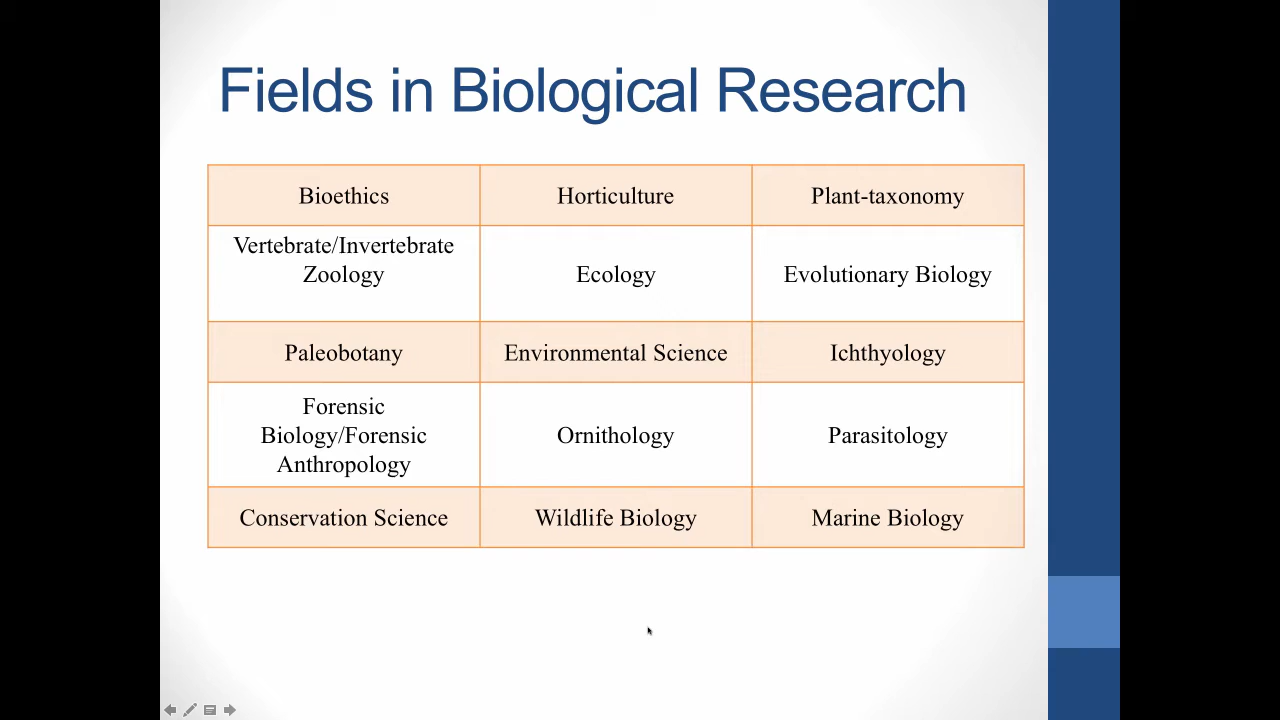 Fields in Biological Research
Bioethics
Horticulture
Plant-taxonomy
Vertebrate/Invertebrate
Zoology
Ecology
Evolutionary Biology
Paleobotany
Environmental Science
Ichthyology
Forensic
Biology/Forensic
Anthropology
Ornithology
Parasitology
Conservation Science
Wildlife Biology
Marine Biology